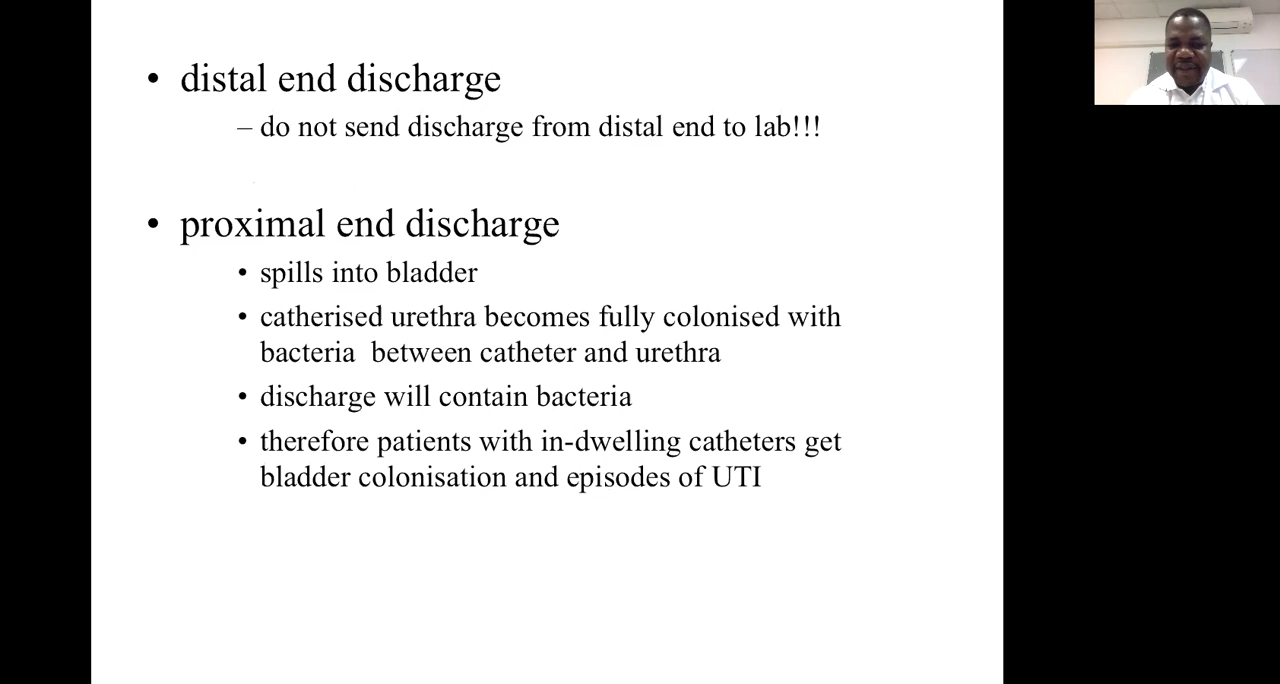 • distal end discharge
– do not send discharge from distal end to lab!!!
• proximal end discharge
• spills into bladder
• catherised urethra becomes fully colonised with
bacteria  between catheter and urethra
• discharge will contain bacteria
• therefore patients with in-dwelling catheters get
bladder colonisation and episodes of UTI